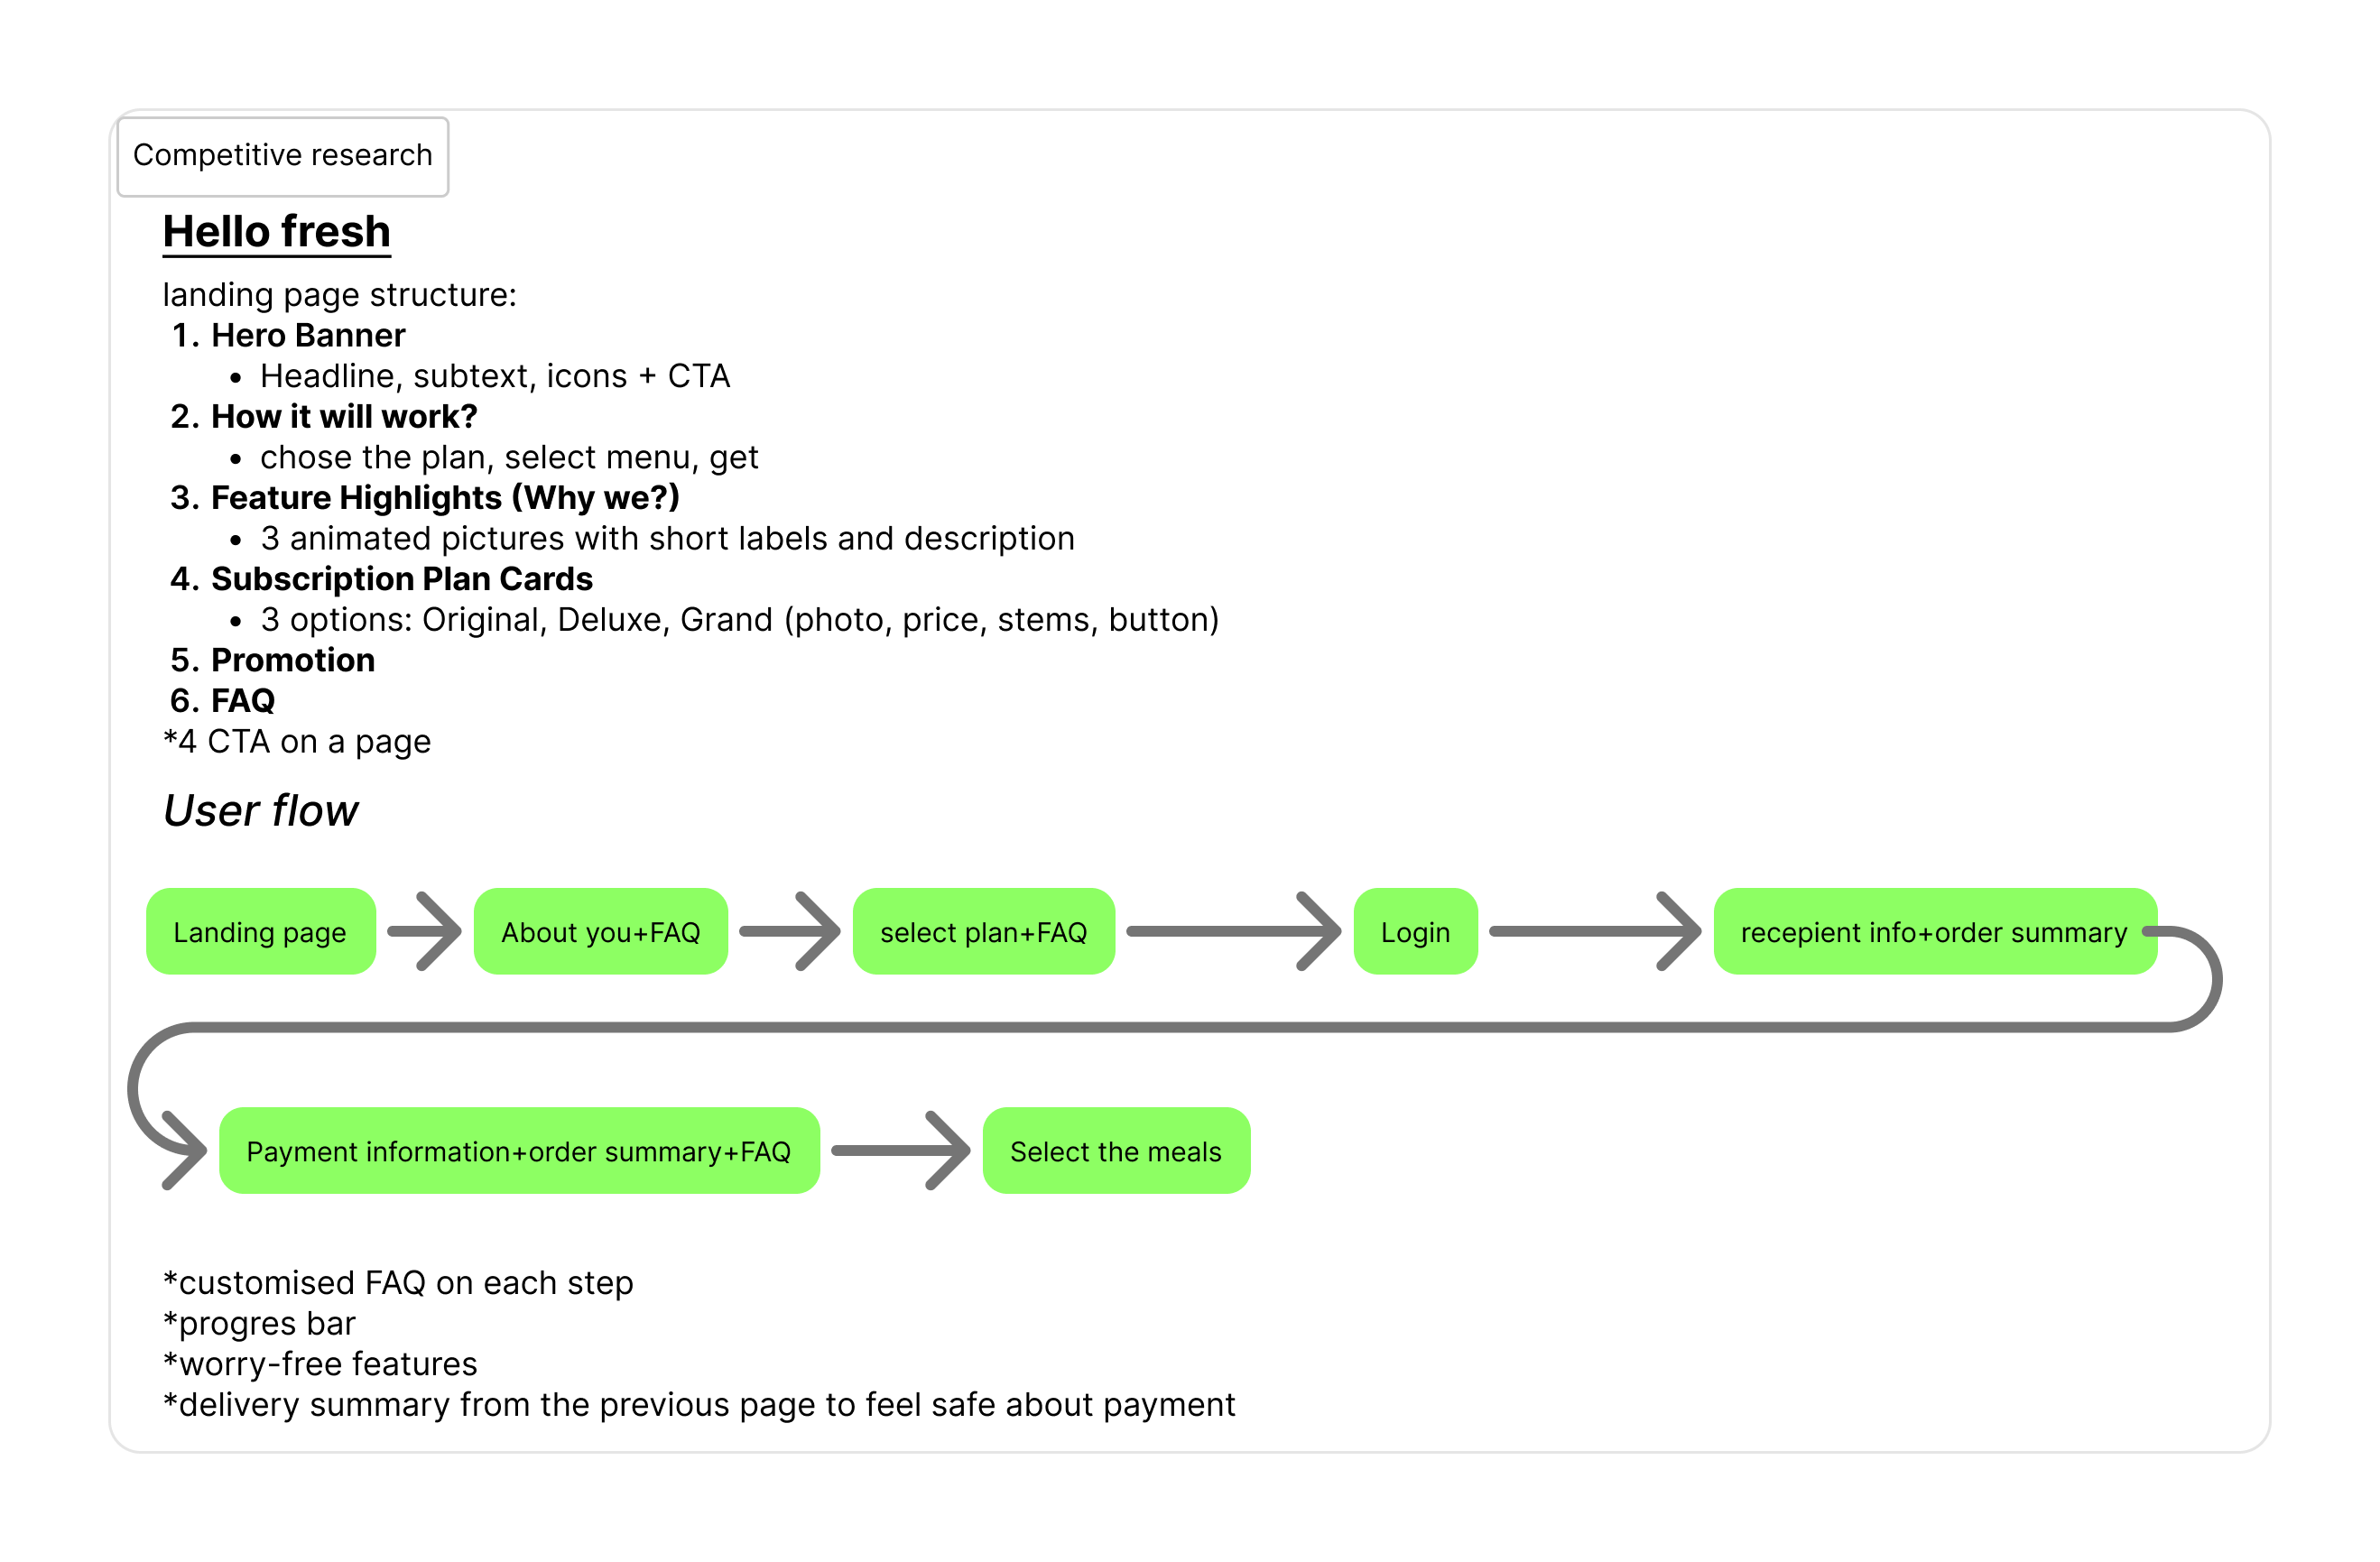 Competitive research
Hello fresh
landing page structure:
1. Hero Banner
• Headline, subtext, icons + CTA
2. How it will work?
• chose the plan, select menu, get
3. Feature Highlights (Why we?)
• 3 animated pictures with short labels and description
4. Subscription Plan Cards
• 3 options: Original, Deluxe, Grand (photo, price, stems, button)
5. Promotion
6. FAQ
*4 CTA on a page
User flow
Landing page
About you+FAQ
select plan+FAQ
Login
recepient info+order summary
Payment information+order summary+FAQ
Select the meals
*customised FAQ on each step
*progres bar
*worry-free features
*delivery summary from the previous page to feel safe about payment